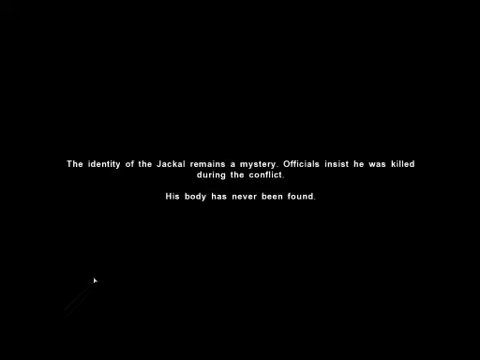 The identity of the Jackal remains a mystery. Officials insist he was killed
during the conflict.
His body has never been found.